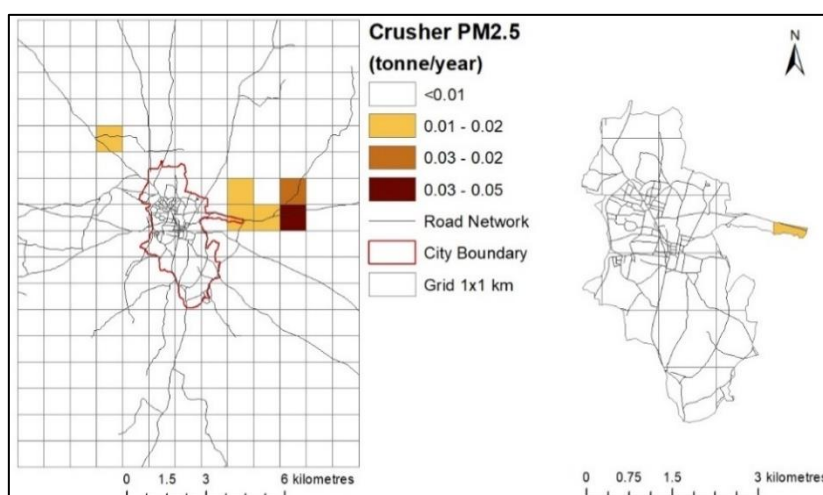 Crusher PM2.5
(tonne/year)
<0.01
0.01 - 0.02
0.03 - 0.02
0.03 - 0.05
Road Network
City Boundary
Grid 1x1 km
N
0 1.5 3 6 kilometres
0 0.75 1.5 3 kilometres